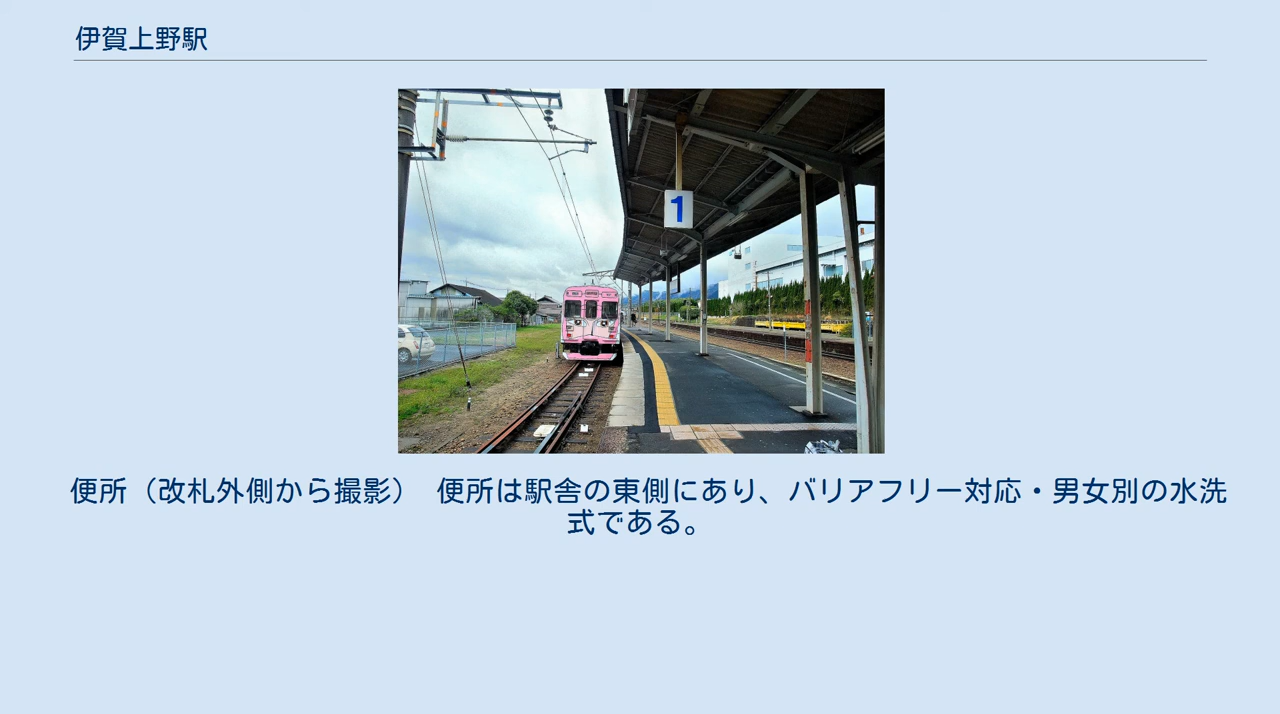 伊賀上野駅
1
便所（改札外側から撮影）　便所は駅舎の東側にあり、バリアフリー対応・男女別の水洗
式である。